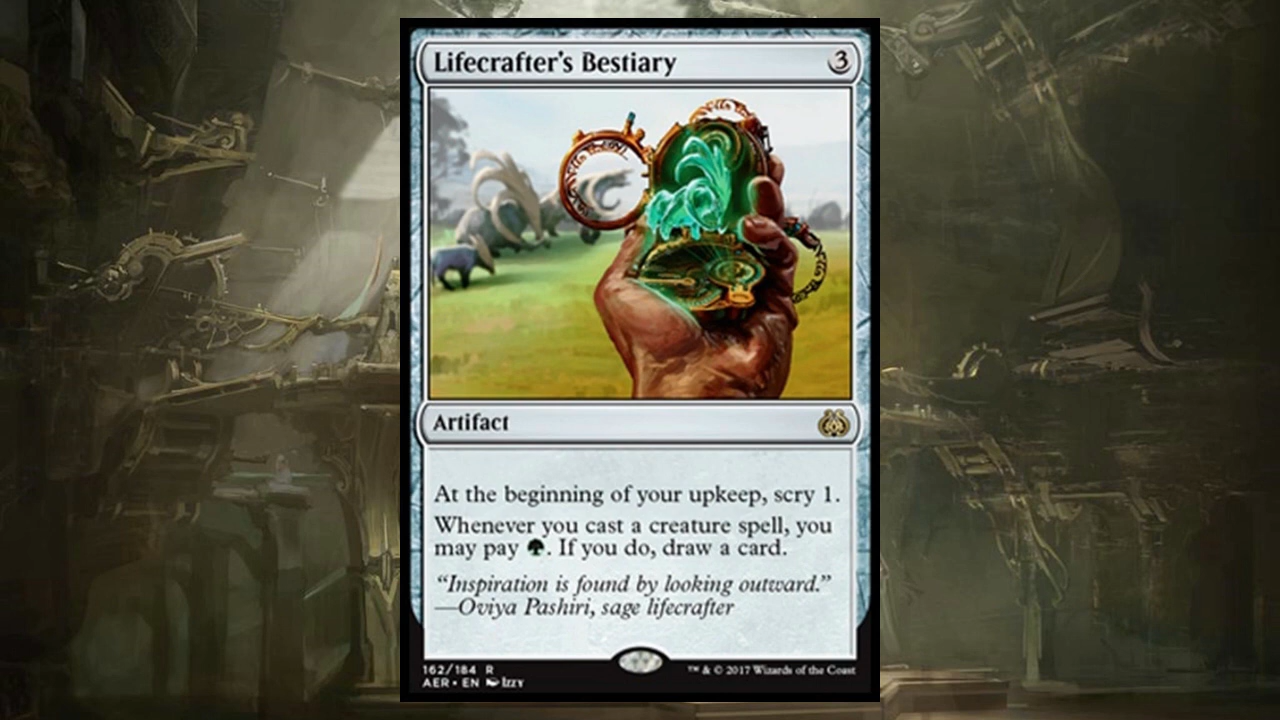 Lifecrafter's Bestiary 3
Artifact
At the beginning of your upkeep, scry 1.
Whenever you cast a creature spell, you
may pay . If you do, draw a card.
“Inspiration is found by looking outward.”
—Oviya Pashiri, sage lifecrafter
162/184 R
AER • EN Izzy
™ & © 2017 Wizards of the Coast